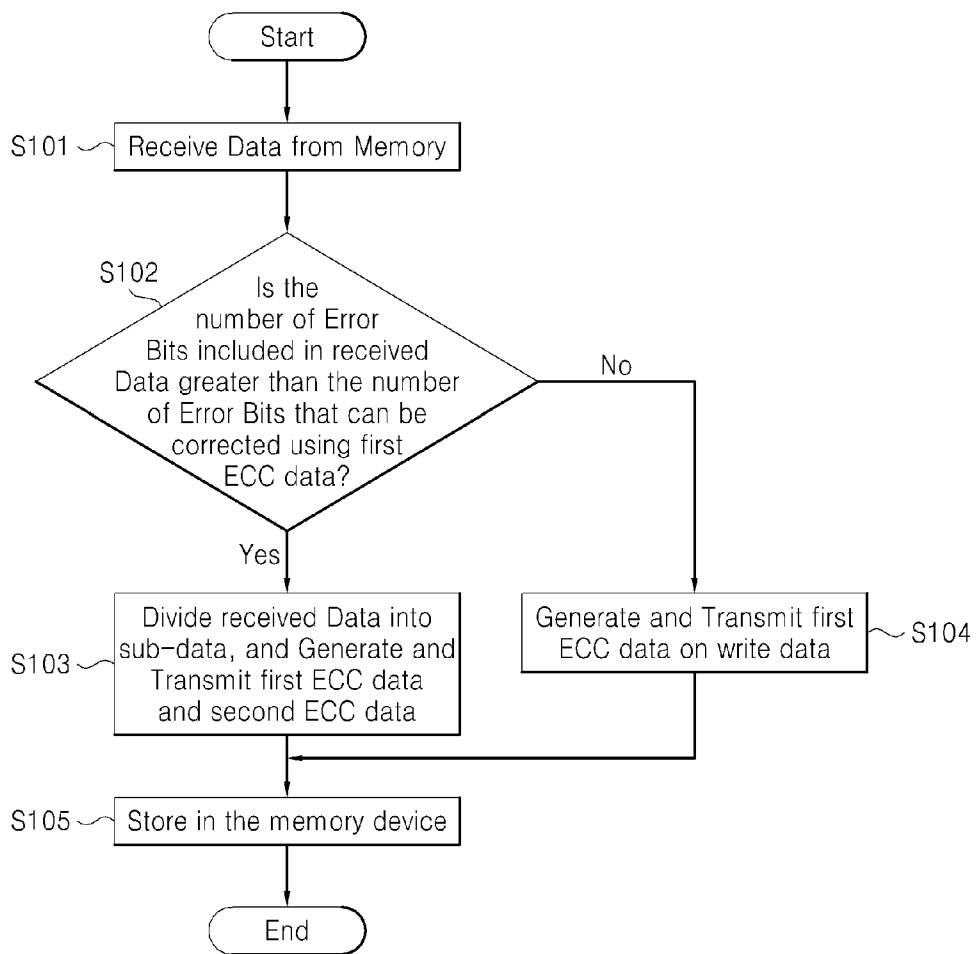 Start
S101
Receive Data from Memory
S102
Is the
number of Error
Bits included in received
Data greater than the number
of Error Bits that can be
corrected using first
ECC data?
No
Yes
Divide received Data into
sub-data, and Generate and
Transmit first ECC data
and second ECC data
S103
Generate and Transmit first
ECC data on write data
S104
S105
Store in the memory device
End